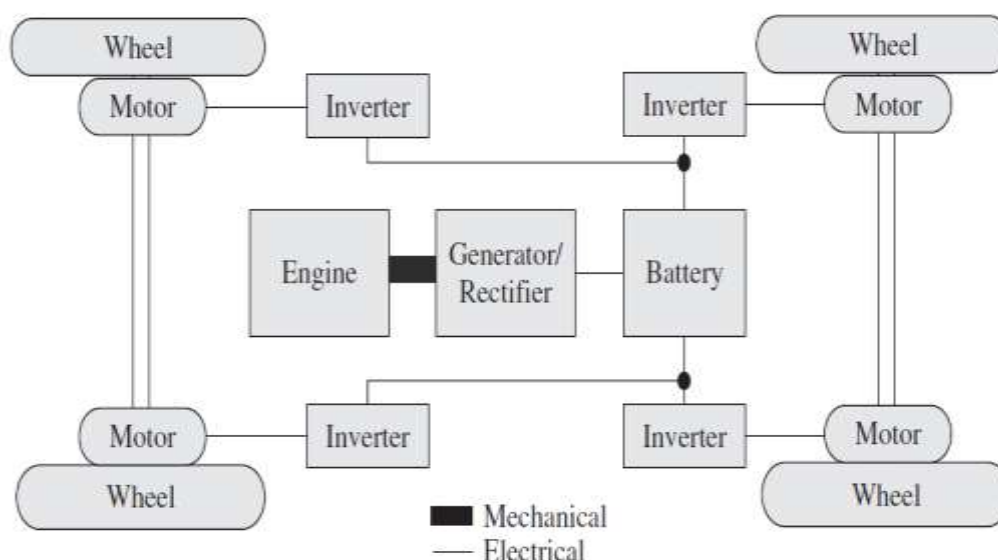 Wheel
Wheel
Motor
Inverter
Inverter
Motor
Engine
Generator/
Rectifier
Battery
Motor
Inverter
Inverter
Motor
Wheel
Wheel
Mechanical
Electrical